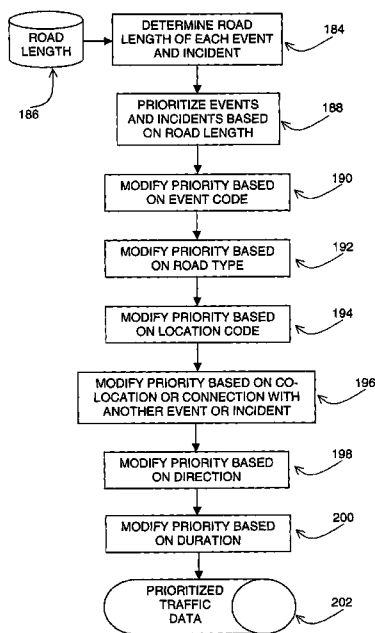 ROAD
LENGTH
186
DETERMINE ROAD
LENGTH OF EACH EVENT
AND INCIDENT
184
PRIORITIZE EVENTS
AND INCIDENTS BASED
ON ROAD LENGTH
188
MODIFY PRIORITY BASED
ON EVENT CODE
190
MODIFY PRIORITY BASED
ON ROAD TYPE
192
MODIFY PRIORITY BASED
ON LOCATION CODE
194
MODIFY PRIORITY BASED ON CO-
LOCATION OR CONNECTION WITH
ANOTHER EVENT OR INCIDENT
196
MODIFY PRIORITY BASED
ON DIRECTION
198
MODIFY PRIORITY BASED
ON DURATION
200
PRIORITIZED
TRAFFIC
DATA
202